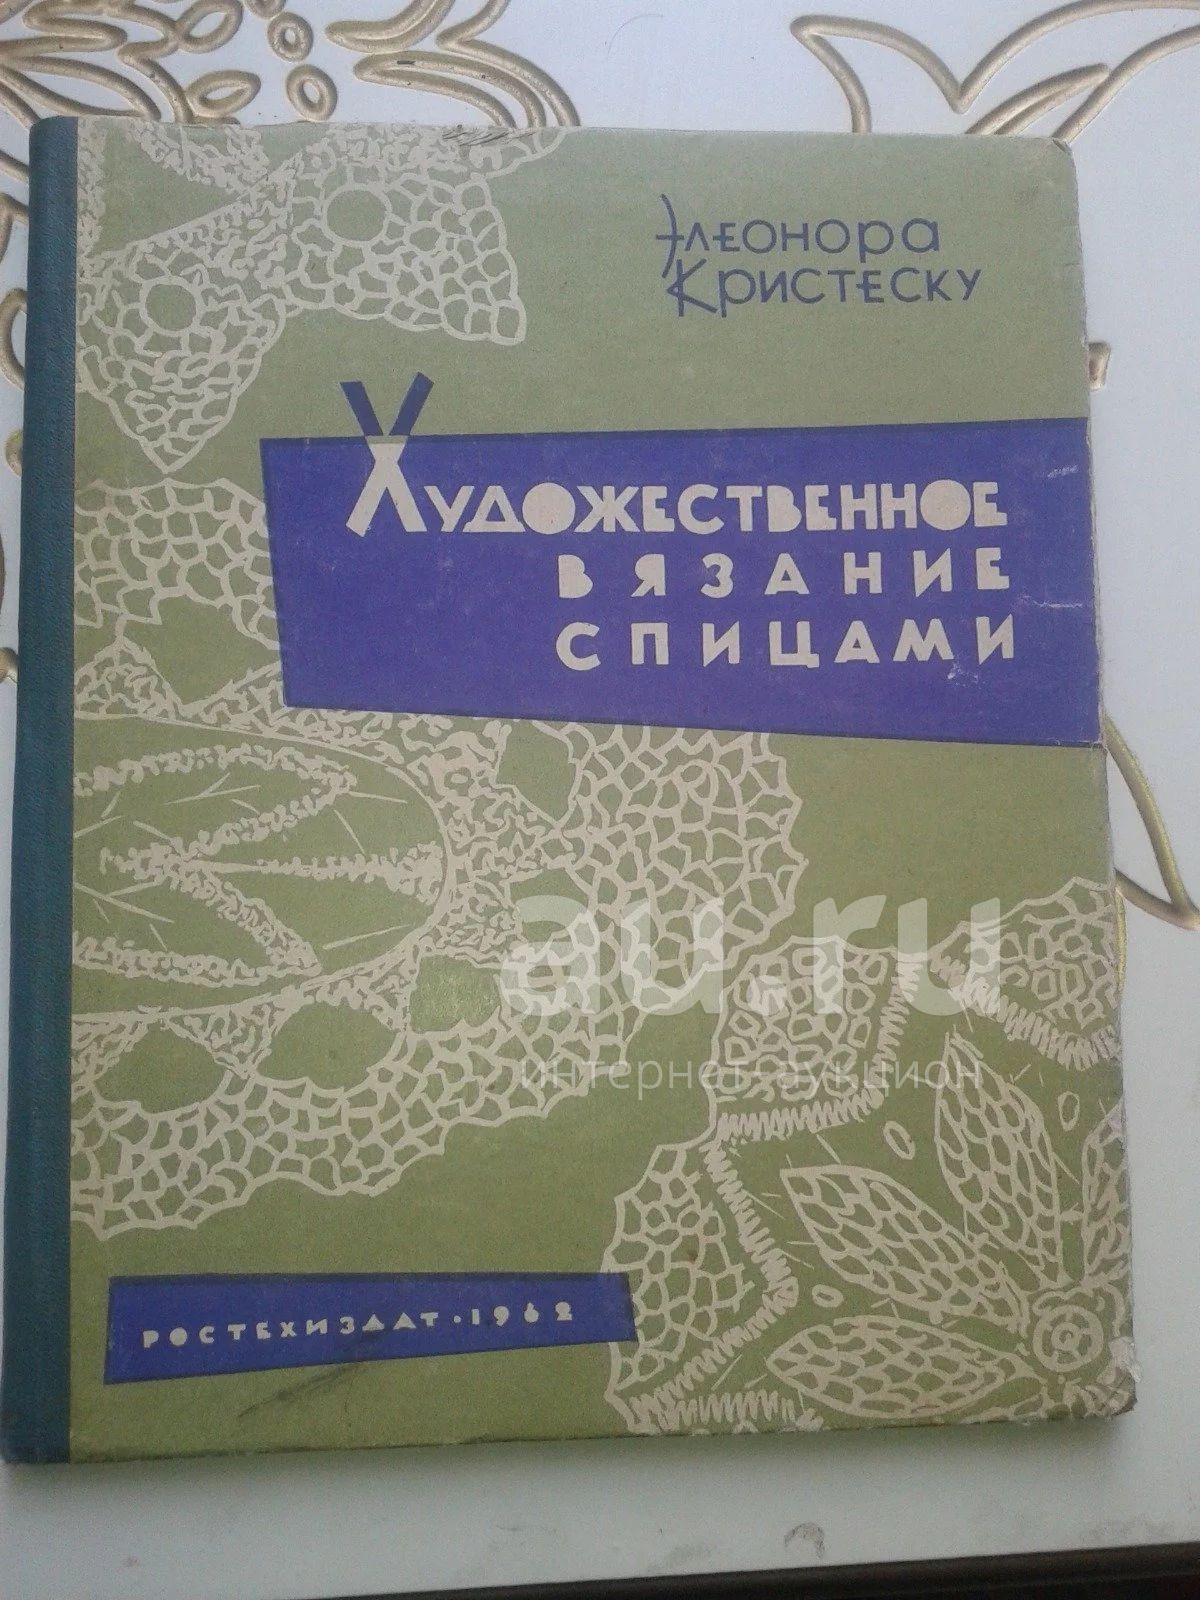 Элеонора
Кристеску
Художественное
вязание
спицами
au.ru
интернет-аукцион
Ростехиздат · 1962